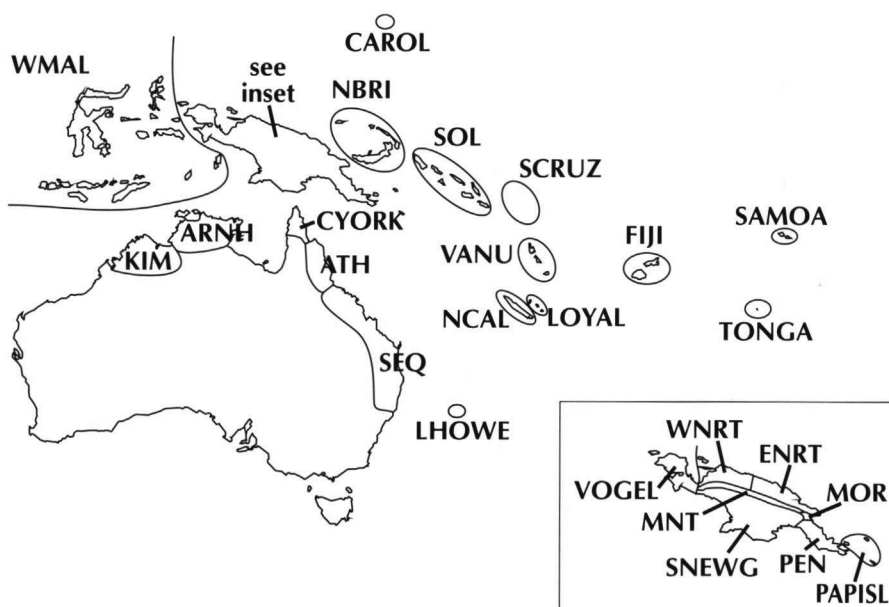 CAROL
WMAL
see
inset
NBRI
SOL
SCRUZ
CYORK
ARNH
SAMOA
FIJI
VANU
KIM
ATH
NCAL
LOYAL
TONGA
SEQ
LHOWE
WNRT
ENRT
VOGEL
MOR
MNT
SNEWG
PEN
PAPISL